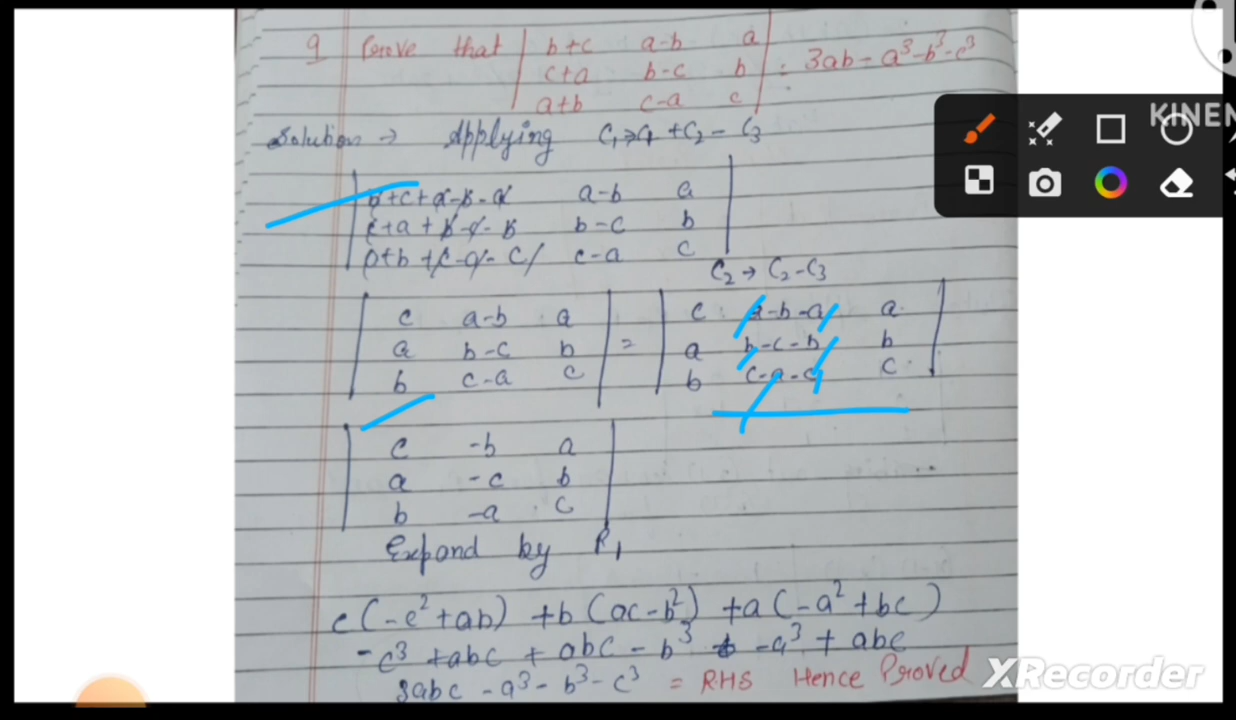 9 Prove that | b+c a-b a |
| c+a b-c b | = 3ab - a³-b³-c³
| a+b c-a c |
Solution → Applying C₁→C₁+C₂-C₃
| b+c+a-b-a a-b a |
| c+a+b-c-b b-c b |
| a+b+c-a-c c-a c |
C₂→C₂-C₃
| c a-b a | = | c a-b-a a |
| a b-c b | | a b-c-b b |
| b c-a c | | b c-a-c c |
| c -b a |
| a -c b |
| b -a c |
Expand by R₁
c(-c²+ab) +b(ac-b²) +a(-a²+bc)
-c³ +abc + abc - b³ -a³ + abc
3abc - a³ - b³ - c³ = RHS Hence Proved
KINEM
XRecorder